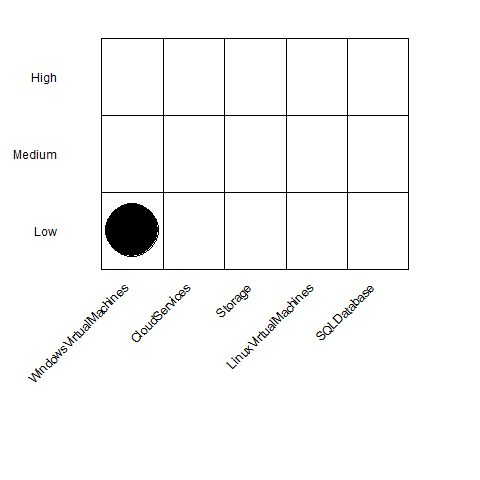 High
Medium
Low
WindowsVirtualMachines
CloudServices
Storage
LinuxVirtualMachines
SQLDatabase